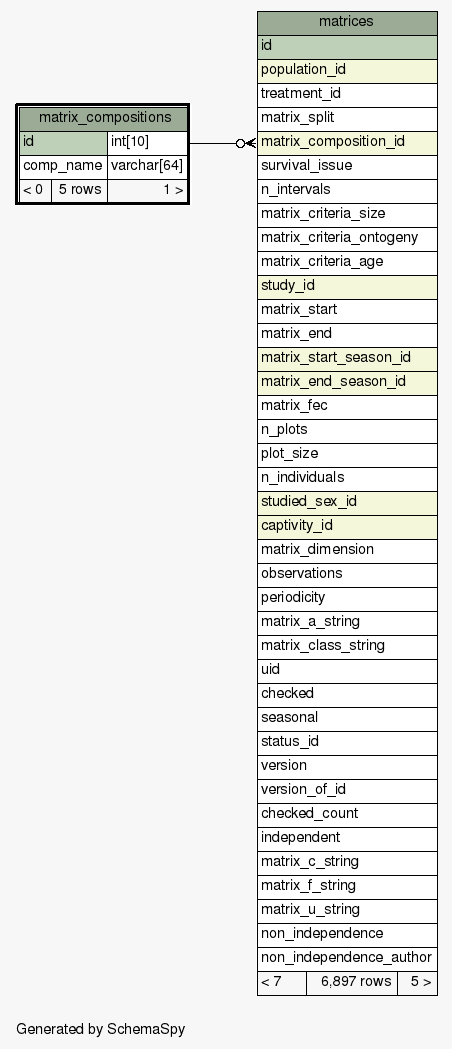 matrix_compositions
id int[10]
comp_name varchar[64]
< 0 5 rows 1 >
matrices
id
population_id
treatment_id
matrix_split
matrix_composition_id
survival_issue
n_intervals
matrix_criteria_size
matrix_criteria_ontogeny
matrix_criteria_age
study_id
matrix_start
matrix_end
matrix_start_season_id
matrix_end_season_id
matrix_fec
n_plots
plot_size
n_individuals
studied_sex_id
captivity_id
matrix_dimension
observations
periodicity
matrix_a_string
matrix_class_string
uid
checked
seasonal
status_id
version
version_of_id
checked_count
independent
matrix_c_string
matrix_f_string
matrix_u_string
non_independence
non_independence_author
< 7 6,897 rows 5 >
Generated by SchemaSpy